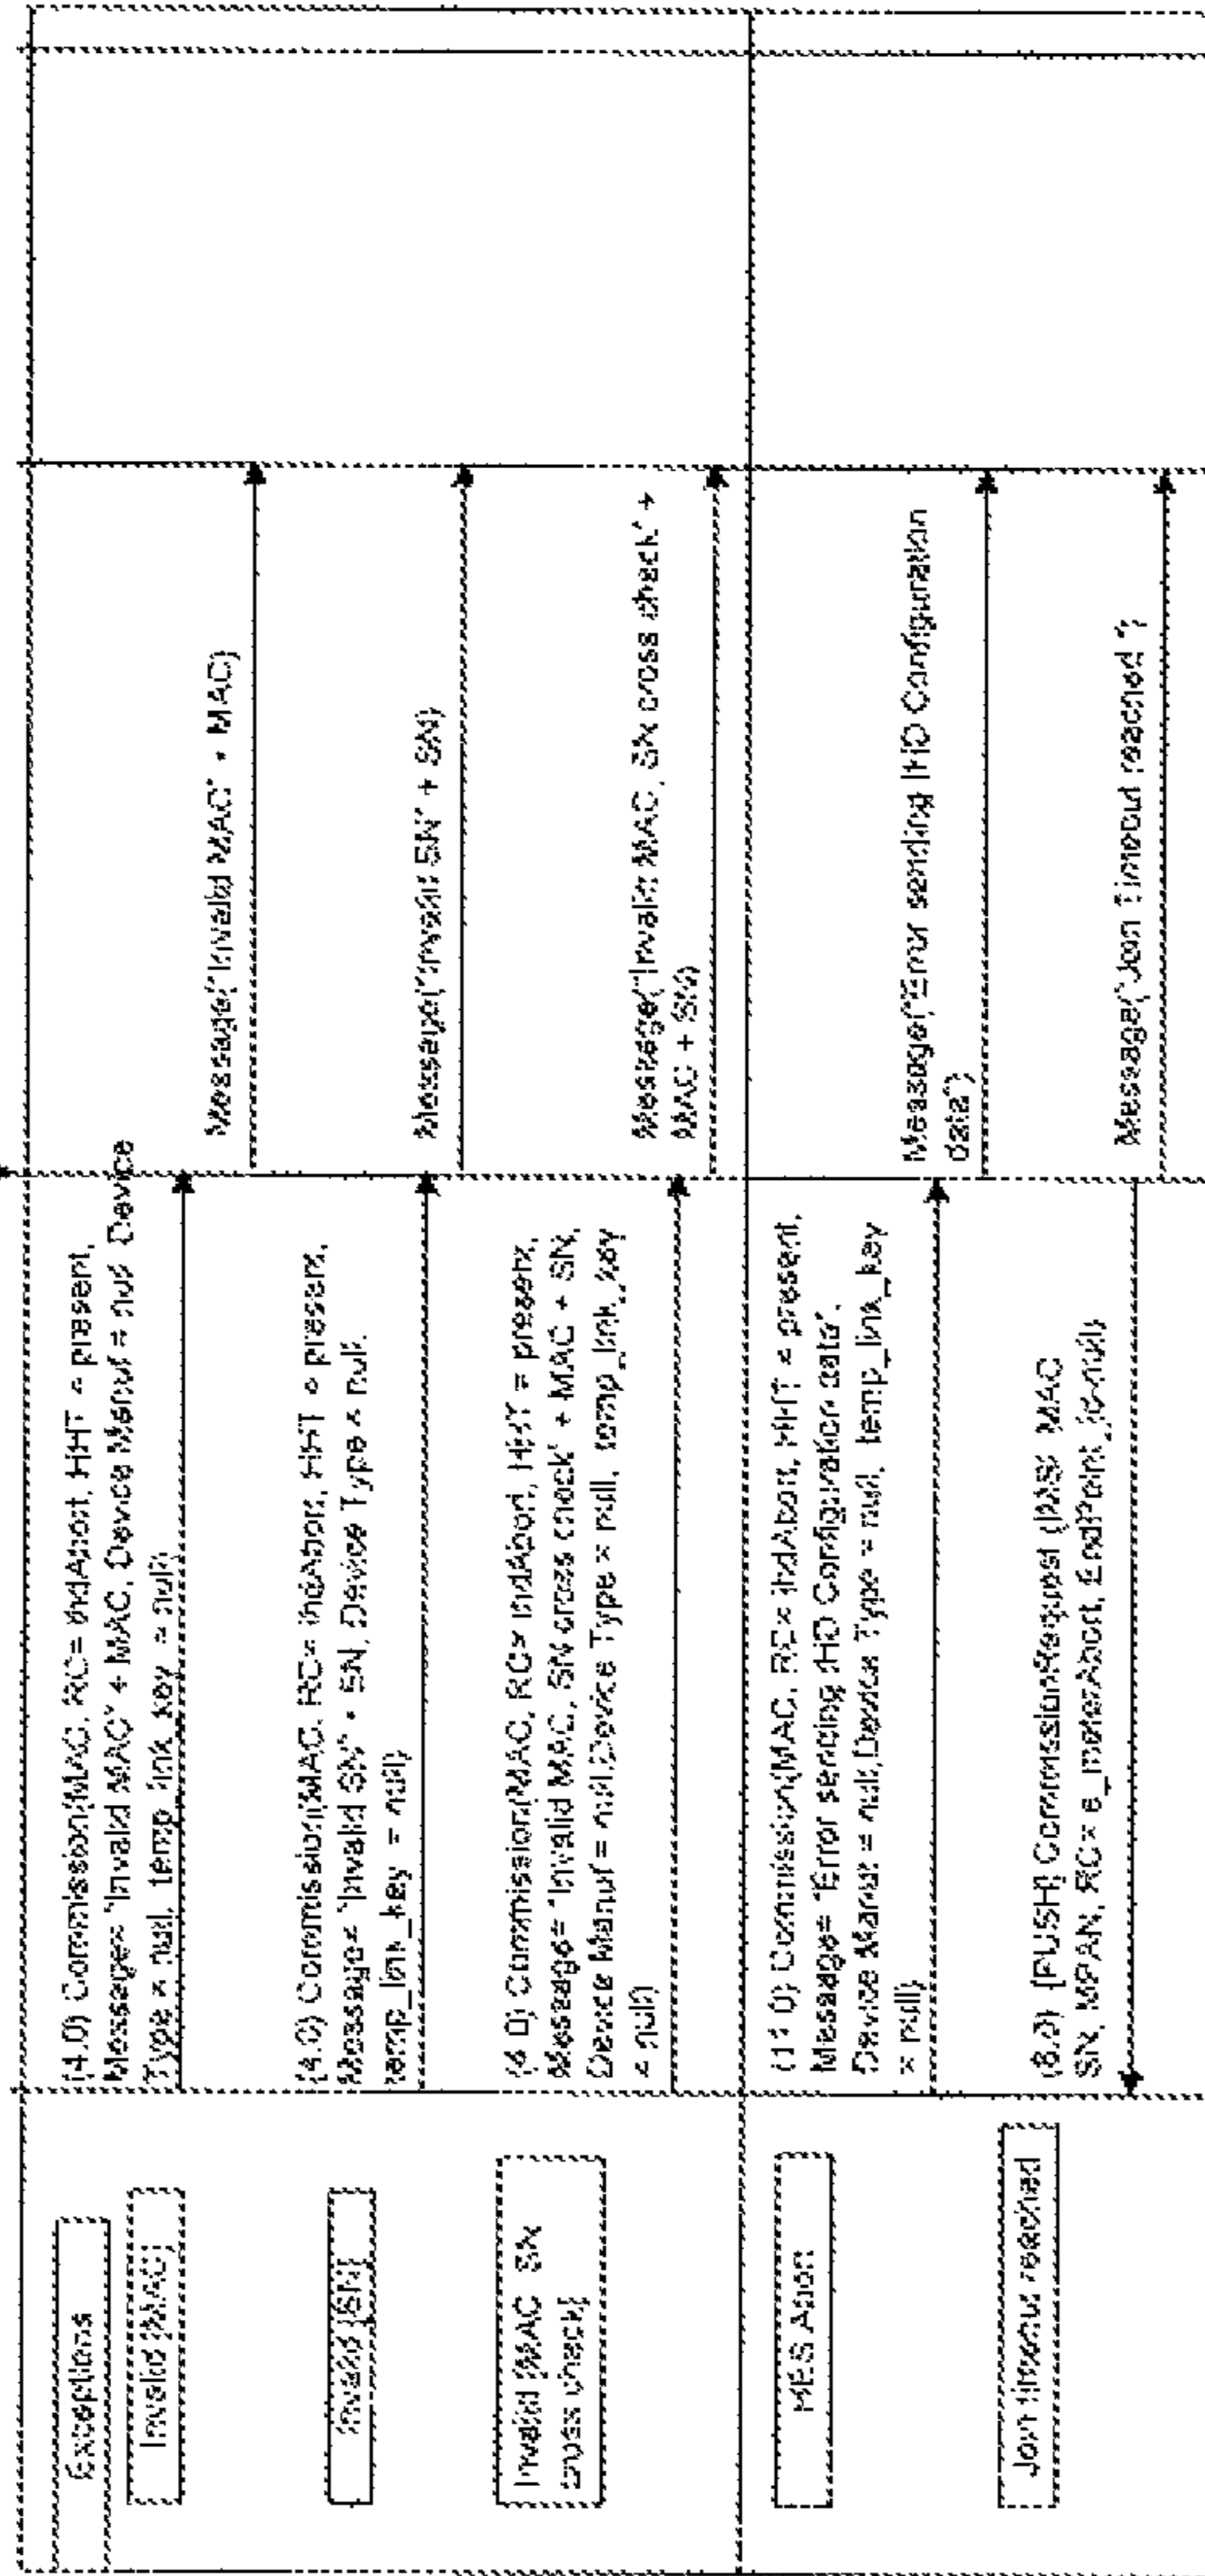 Exceptions
Invalid [MAC]
(4.0) Commission(MAC, RC= IhdAbort, HHT = present,
Message= "Invalid MAC" + MAC, Device Manuf = null Device
Type = null, temp_link_key = null)
Message("Invalid MAC" + MAC)
Invalid [SN]
(4.0) Commission(MAC, RC= IhdAbort, HHT = present,
Message= "Invalid SN" + SN, Device Type = null,
temp_link_key = null)
Message("Invalid SN" + SN)
Invalid [MAC SN
cross check]
(4.0) Commission(MAC, RC= IhdAbort, HHT = present,
Message= "Invalid MAC, SN cross check" + MAC + SN,
Device Manuf = null,Device Type = null, temp_link_key
= null)
Message("Invalid MAC, SN cross check" +
MAC + SN)
MES Abort
(11.0) Commission(MAC, RC= IhdAbort, HHT = present,
Message= "Error sending IHD Configuration data",
Device Manuf = null,Device Type = null, temp_link_key
= null)
Message("Error sending IHD Configuration
data")
Join timeout reached
(8.0) [PUSH] CommissionRequest (IMSI MAC
SN, MPAN, RC= e_meterAbort, EndPoint_id=null)
Message("Join Timeout reached ")